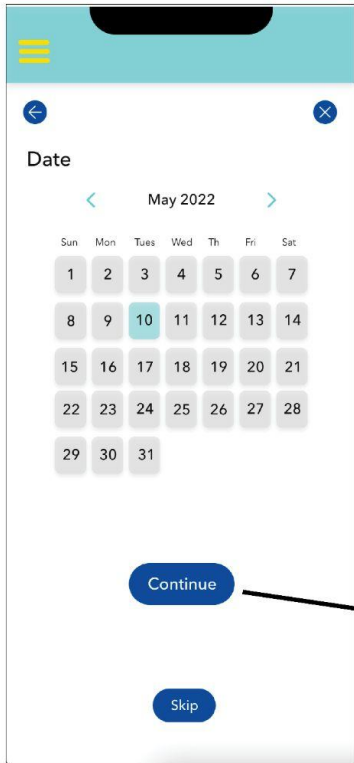 Date
May 2022
Sun Mon Tues Wed Th Fri Sat
1 2 3 4 5 6 7
8 9 10 11 12 13 14
15 16 17 18 19 20 21
22 23 24 25 26 27 28
29 30 31
Continue
Skip